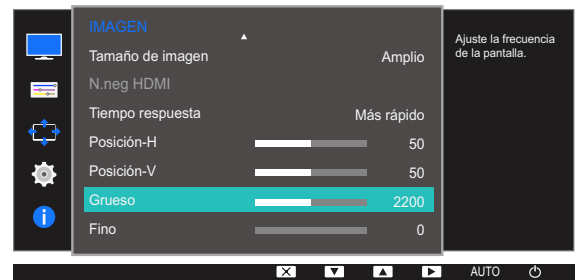 IMAGEN
Tamaño de imagen Amplio
N.neg HDMI
Tiempo respuesta Más rápido
Posición-H 50
Posición-V 50
Grueso 2200
Fino 0
Ajuste la frecuencia
de la pantalla.
AUTO